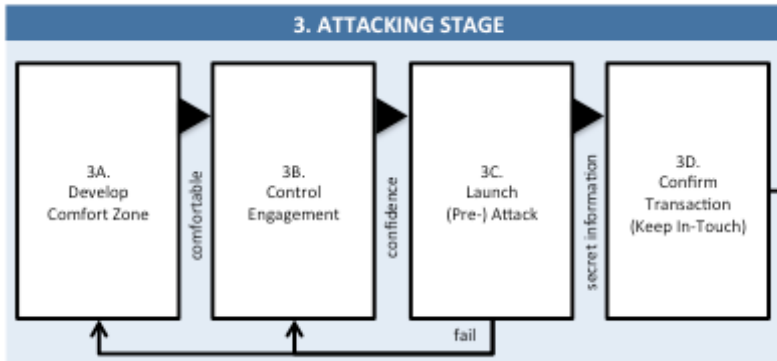 3. ATTACKING STAGE
3A.
Develop
Comfort Zone
comfortable
3B.
Control
Engagement
confidence
3C.
Launch
(Pre-) Attack
secret information
3D.
Confirm
Transaction
(Keep In-Touch)
fail